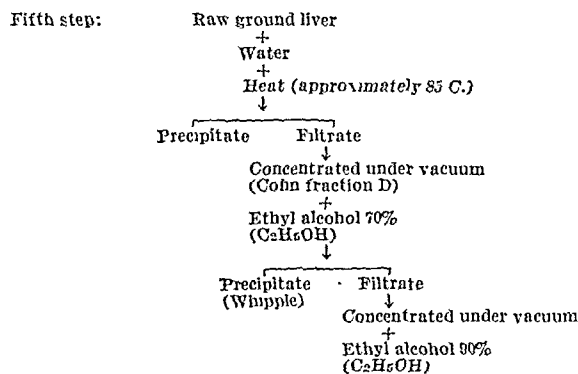 Fifth step: Raw ground liver
+
Water
+
Heat (approximately 85 C.)
↓
Precipitate Filtrate
↓
Concentrated under vacuum
(Cohn fraction D)
+
Ethyl alcohol 70%
(C₂H₅OH)
↓
Precipitate Filtrate
(Whipple) ↓
Concentrated under vacuum
+
Ethyl alcohol 90%
(C₂H₅OH)